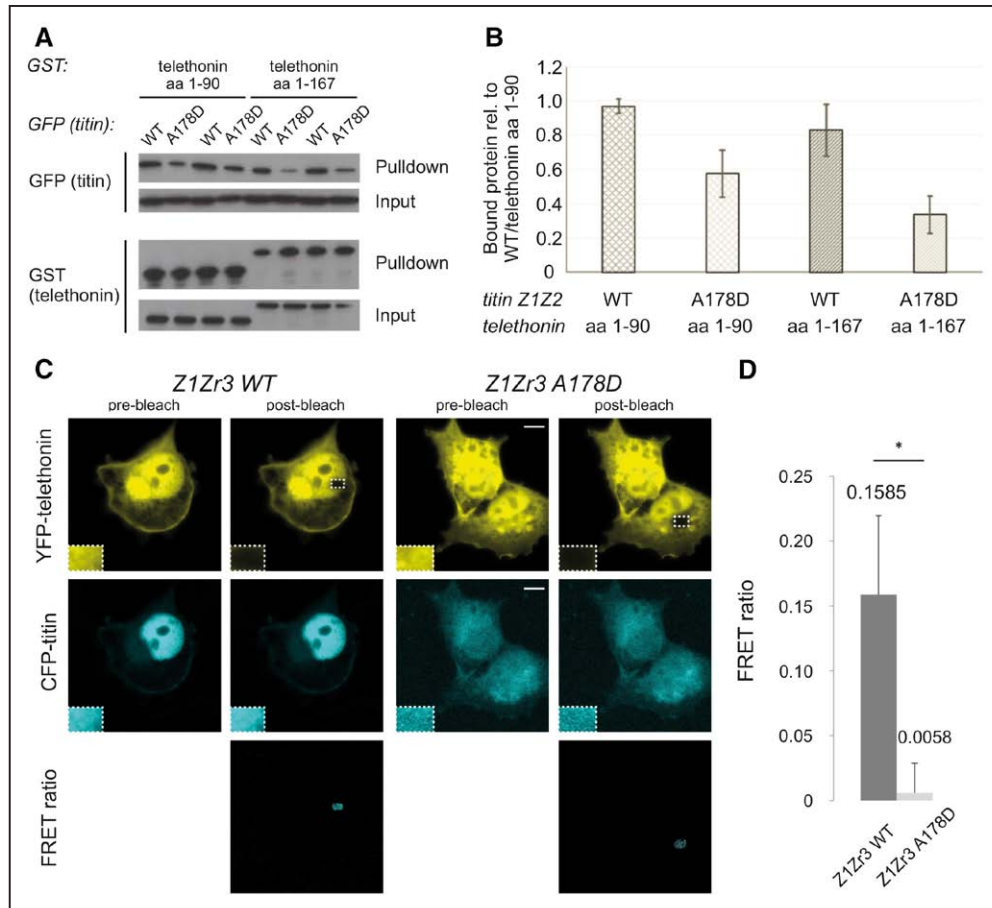 A
GST:
telethonin
aa 1-90
telethonin
aa 1-167
GFP (titin):
WT A178D WT A178D WT A178D WT A178D
GFP
(titin)
Pulldown
Input
GST
(telethonin)
Pulldown
Input
B
Bound protein rel. to
WT/telethonin aa 1-90
1.2
1.0
0.8
0.6
0.4
0.2
0
titin Z1Z2 WT A178D WT A178D
telethonin aa 1-90 aa 1-90 aa 1-167 aa 1-167
C
Z1Zr3 WT Z1Zr3 A178D
pre-bleach post-bleach pre-bleach post-bleach
YFP-telethonin
CFP-titin
FRET ratio
D
*
FRET ratio
0.25
0.20
0.15
0.10
0.05
0
0.1585
0.0058
Z1Zr3 WT
Z1Zr3 A178D